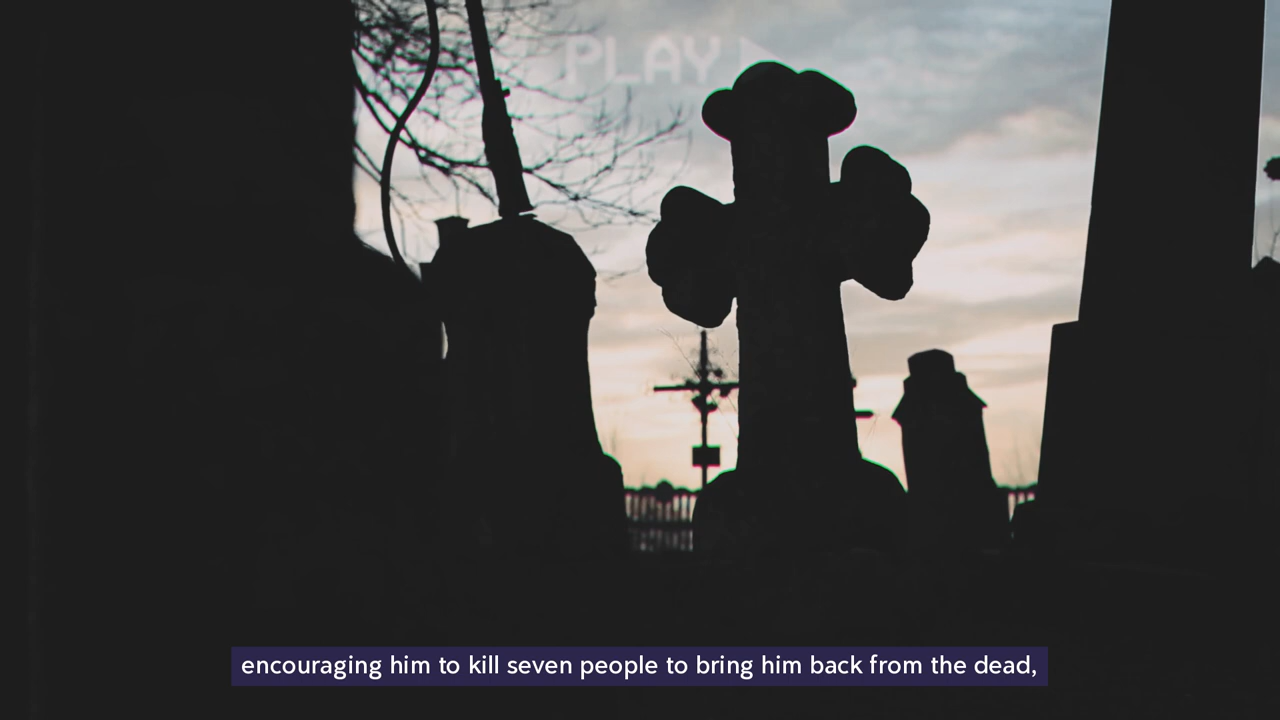 PLAY
encouraging him to kill seven people to bring him back from the dead,